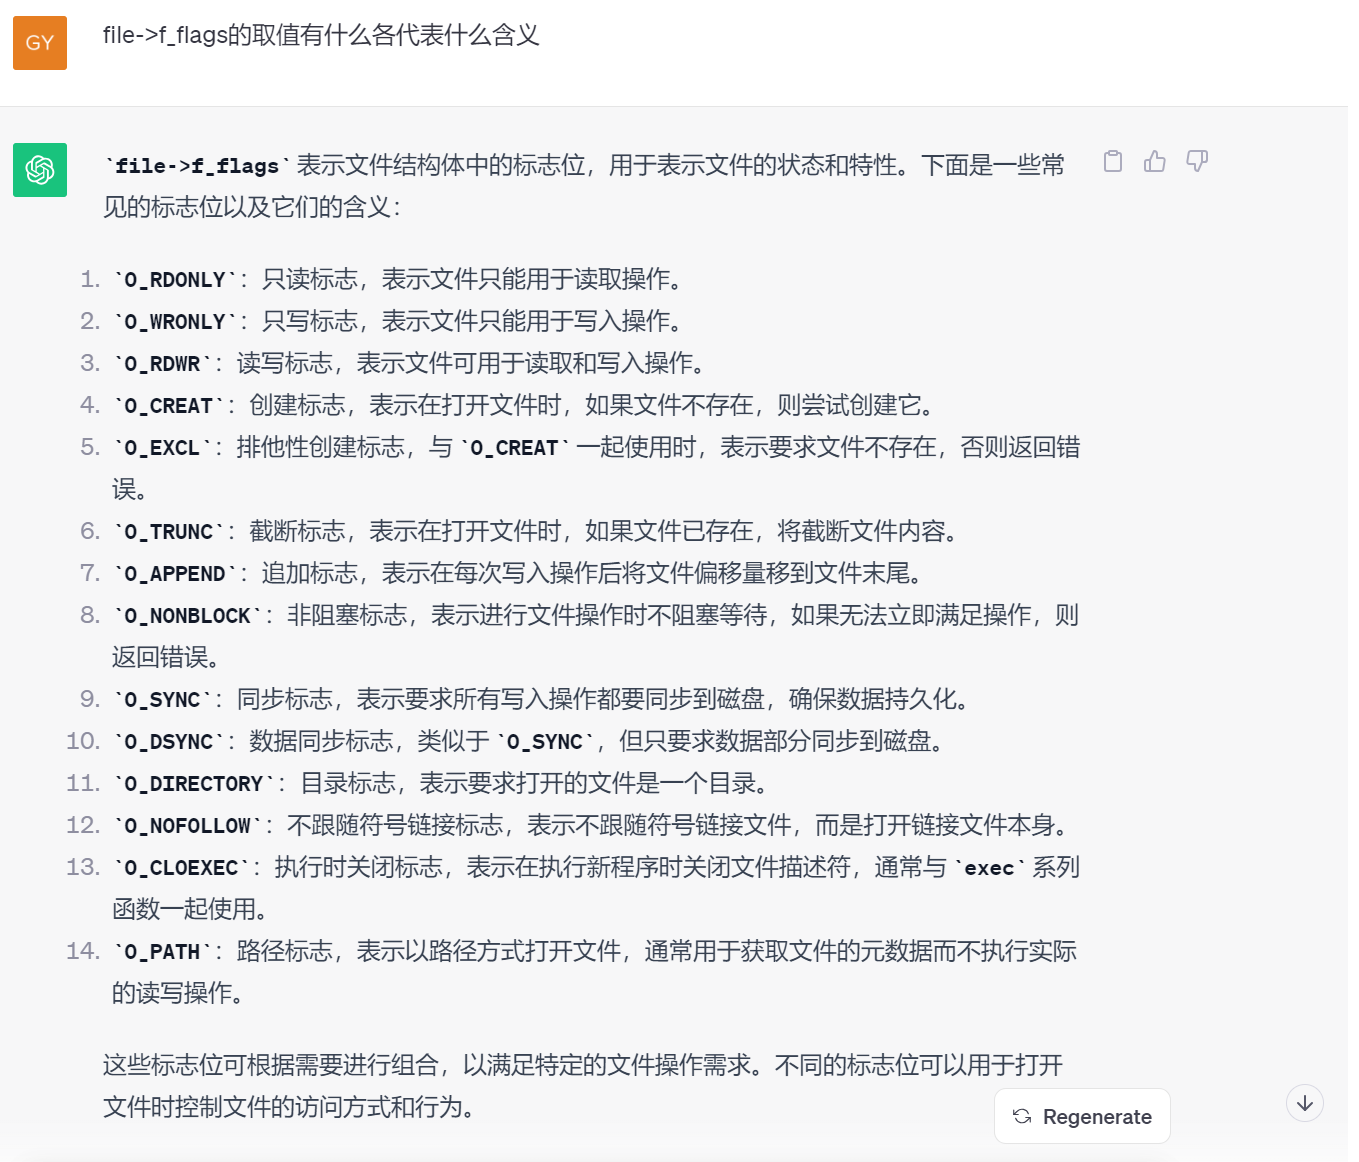 GY
file->f_flags的取值有什么各代表什么含义
`file->f_flags` 表示文件结构体中的标志位，用于表示文件的状态和特性。下面是一些常
见的标志位以及它们的含义：
1. `O_RDONLY`：只读标志，表示文件只能用于读取操作。
2. `O_WRONLY`：只写标志，表示文件只能用于写入操作。
3. `O_RDWR`：读写标志，表示文件可用于读取和写入操作。
4. `O_CREAT`：创建标志，表示在打开文件时，如果文件不存在，则尝试创建它。
5. `O_EXCL`：排他性创建标志，与 `O_CREAT` 一起使用时，表示要求文件不存在，否则返回错
误。
6. `O_TRUNC`：截断标志，表示在打开文件时，如果文件已存在，将截断文件内容。
7. `O_APPEND`：追加标志，表示在每次写入操作后将文件偏移量移到文件末尾。
8. `O_NONBLOCK`：非阻塞标志，表示进行文件操作时不阻塞等待，如果无法立即满足操作，则
返回错误。
9. `O_SYNC`：同步标志，表示要求所有写入操作都要同步到磁盘，确保数据持久化。
10. `O_DSYNC`：数据同步标志，类似于 `O_SYNC`，但只要求数据部分同步到磁盘。
11. `O_DIRECTORY`：目录标志，表示要求打开的文件是一个目录。
12. `O_NOFOLLOW`：不跟随符号链接标志，表示不跟随符号链接文件，而是打开链接文件本身。
13. `O_CLOEXEC`：执行时关闭标志，表示在执行新程序时关闭文件描述符，通常与 `exec` 系列
函数一起使用。
14. `O_PATH`：路径标志，表示以路径方式打开文件，通常用于获取文件的元数据而不执行实际
的读写操作。
这些标志位可根据需要进行组合，以满足特定的文件操作需求。不同的标志位可以用于打开
文件时控制文件的访问方式和行为。
Regenerate